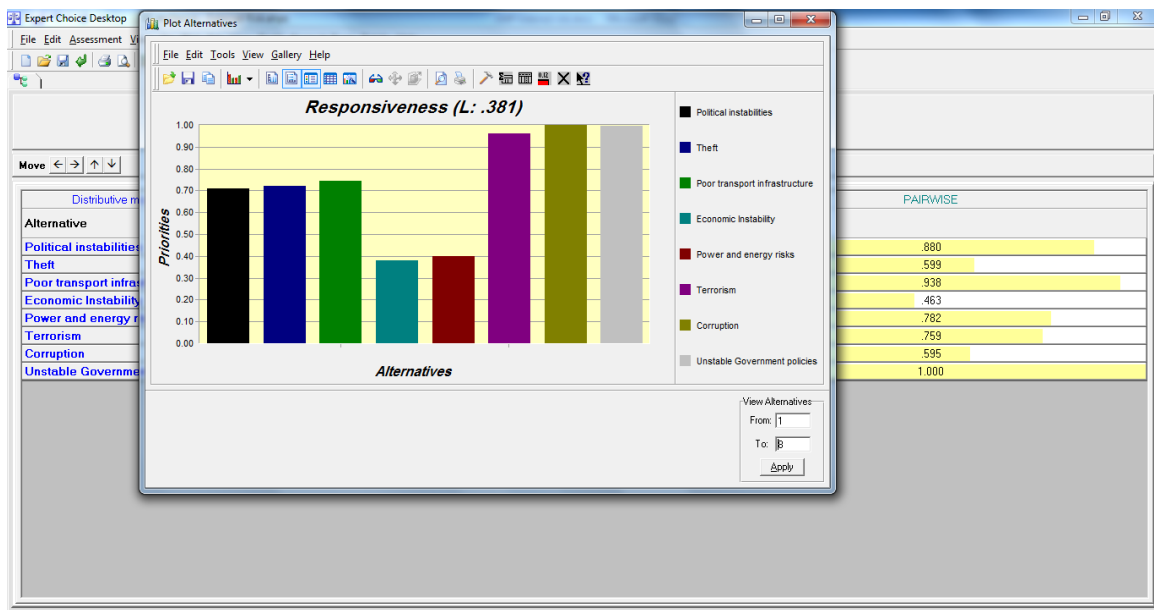 Expert Choice Desktop
Plot Alternatives
File Edit Assessment
File Edit Tools View Gallery Help
Responsiveness (L: .381)
1.00
0.90
0.80
0.70
0.60
0.50
0.40
0.30
0.20
0.10
0.00
Priorities
Alternatives
Political instabilities
Theft
Poor transport infrastructure
Economic Instability
Power and energy risks
Terrorism
Corruption
Unstable Government policies
View Alternatives
From: 1
To: 8
Apply
Move
Distributive m
PAIRWISE
Alternative
Political instabilities .880
Theft .599
Poor transport infra .938
Economic Instability .463
Power and energy r .782
Terrorism .759
Corruption .595
Unstable Governme 1.000